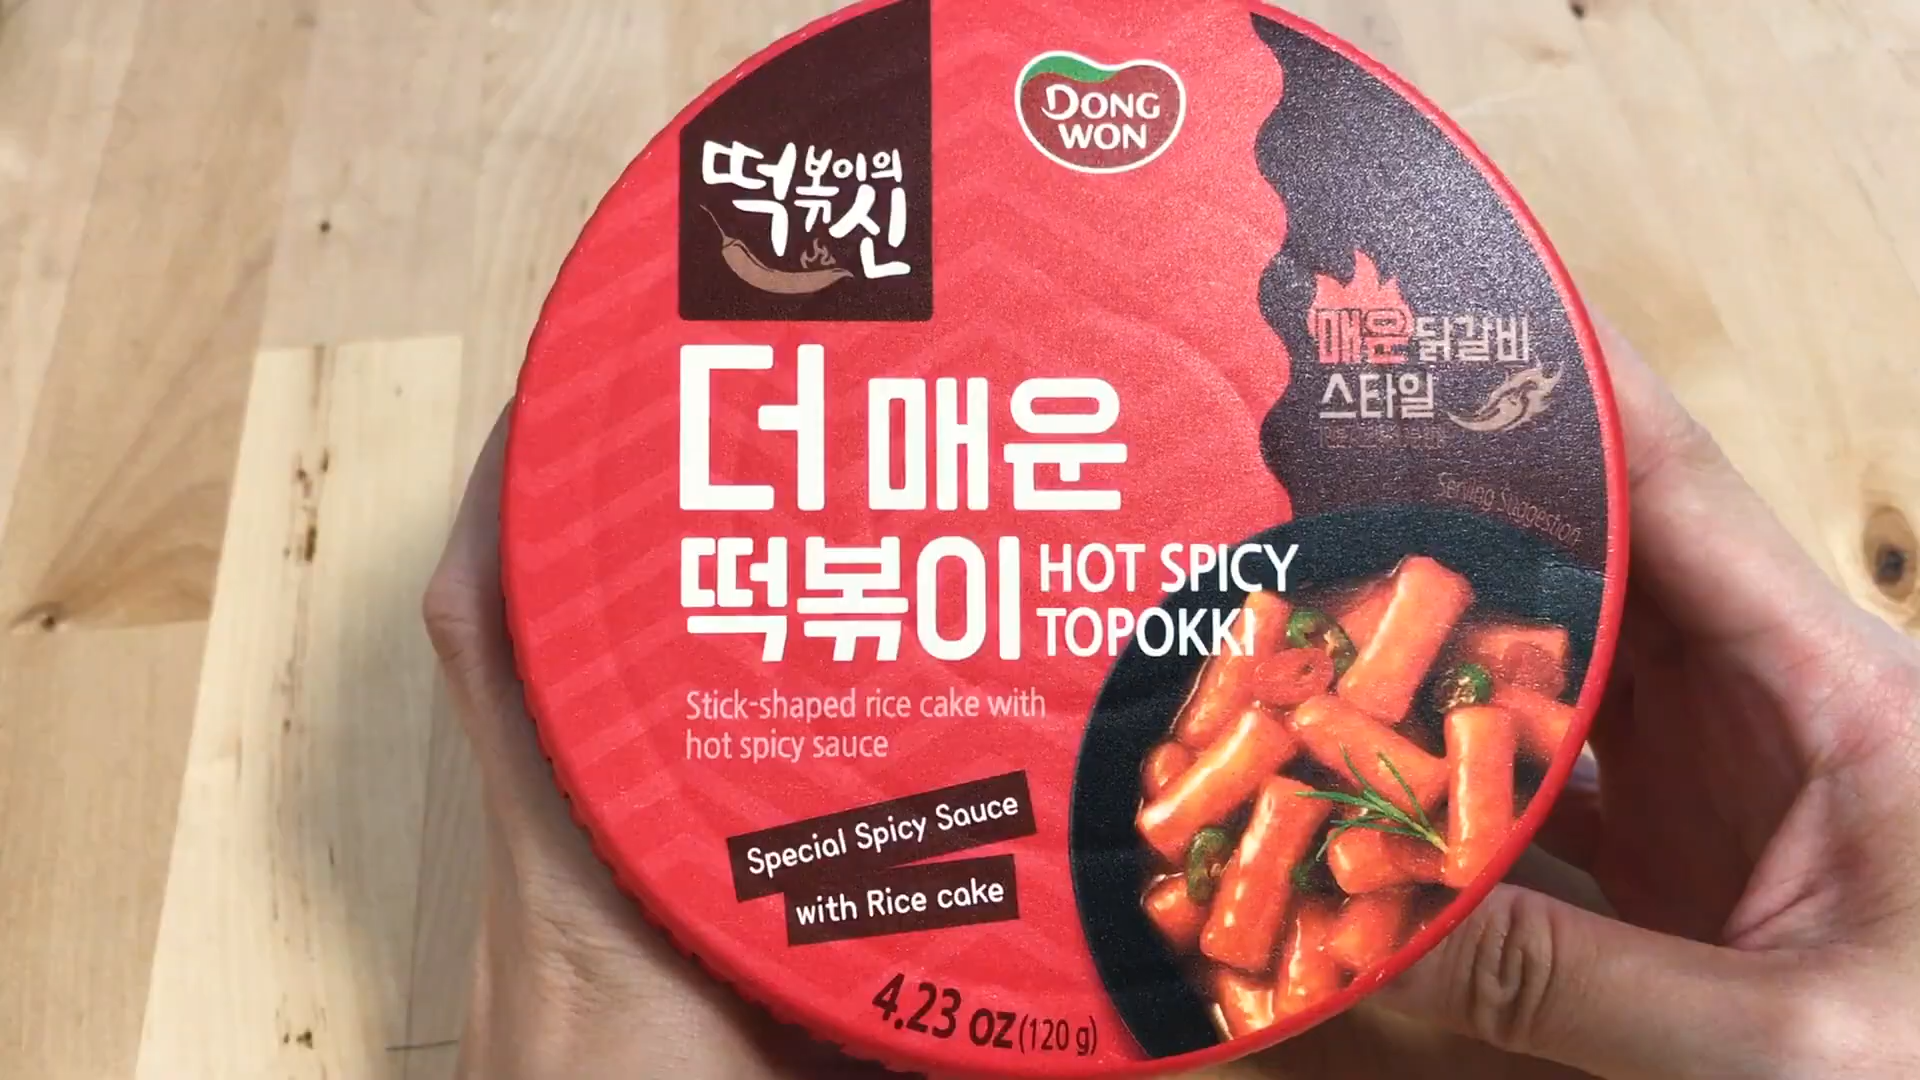 DONG
WON
떡볶이의
신
매운닭갈비
스타일
더 매운
떡볶이
HOT SPICY
TOPOKKI
Serving Suggestion
Stick-shaped rice cake with
hot spicy sauce
Special Spicy Sauce
with Rice cake
4.23 oz (120 g)